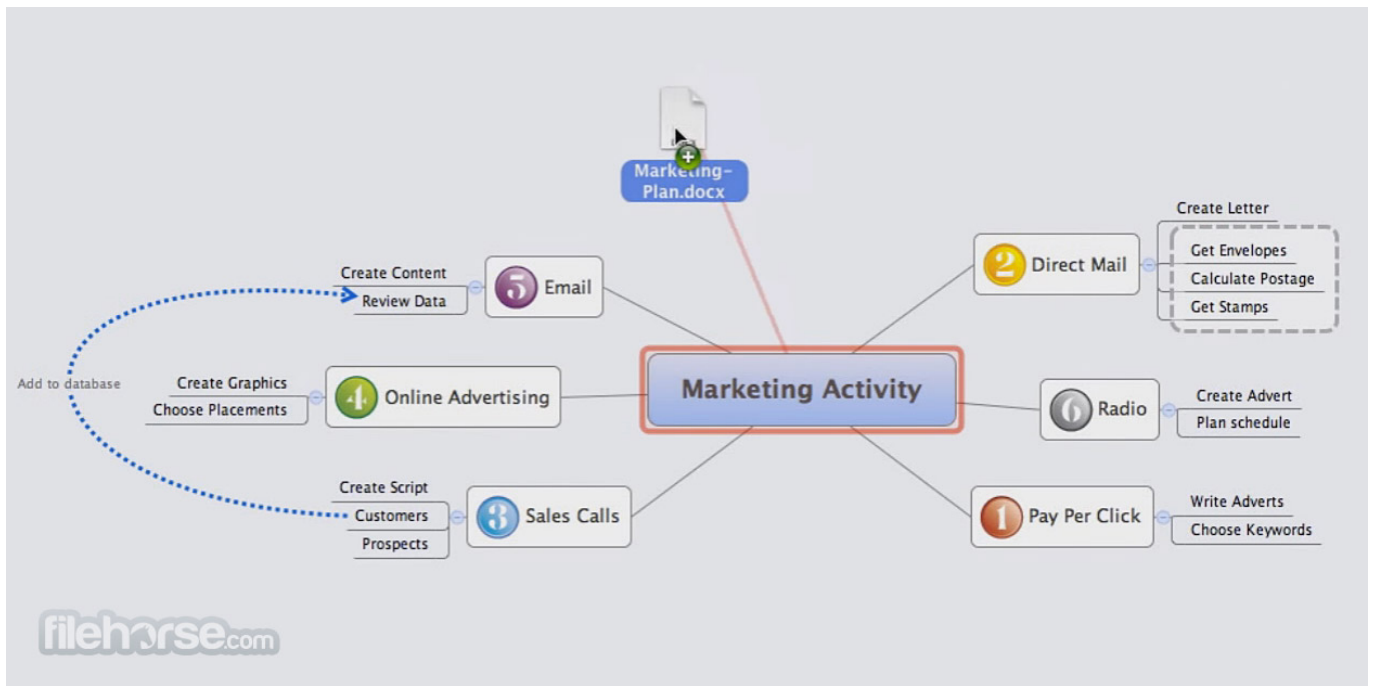 Marketing-
Plan.docx
Create Letter
2 Direct Mail
Get Envelopes
Calculate Postage
Get Stamps
Create Content
5 Email
Review Data
Add to database
Create Graphics
4 Online Advertising
Choose Placements
Marketing Activity
6 Radio
Create Advert
Plan schedule
Create Script
3 Sales Calls
Customers
Prospects
1 Pay Per Click
Write Adverts
Choose Keywords
filehorse.com